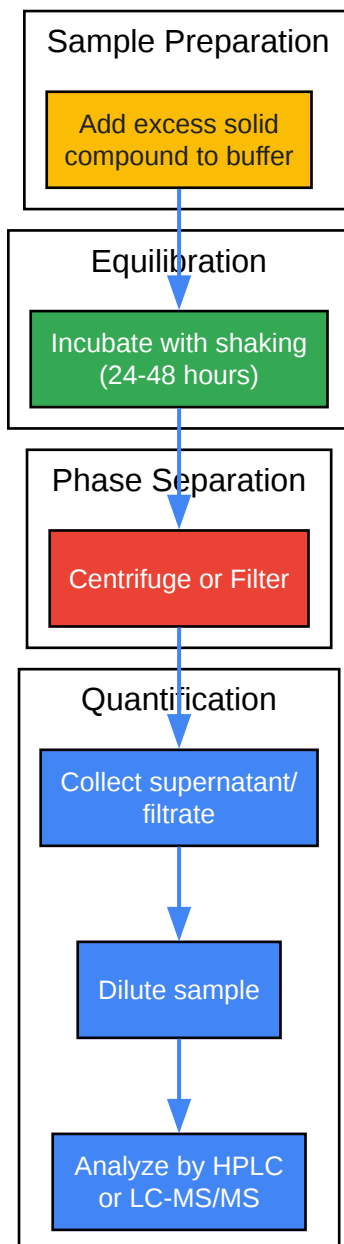 Sample Preparation
Add excess solid
compound to buffer
Equilibration
Incubate with shaking
(24-48 hours)
Phase Separation
Centrifuge or Filter
Quantification
Collect supernatant/
filtrate
Dilute sample
Analyze by HPLC
or LC-MS/MS